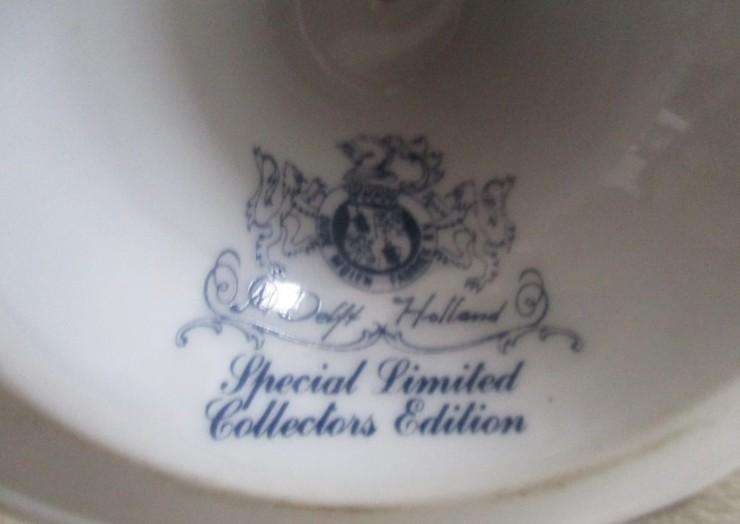 Delft Holland
Special Limited
Collectors Edition